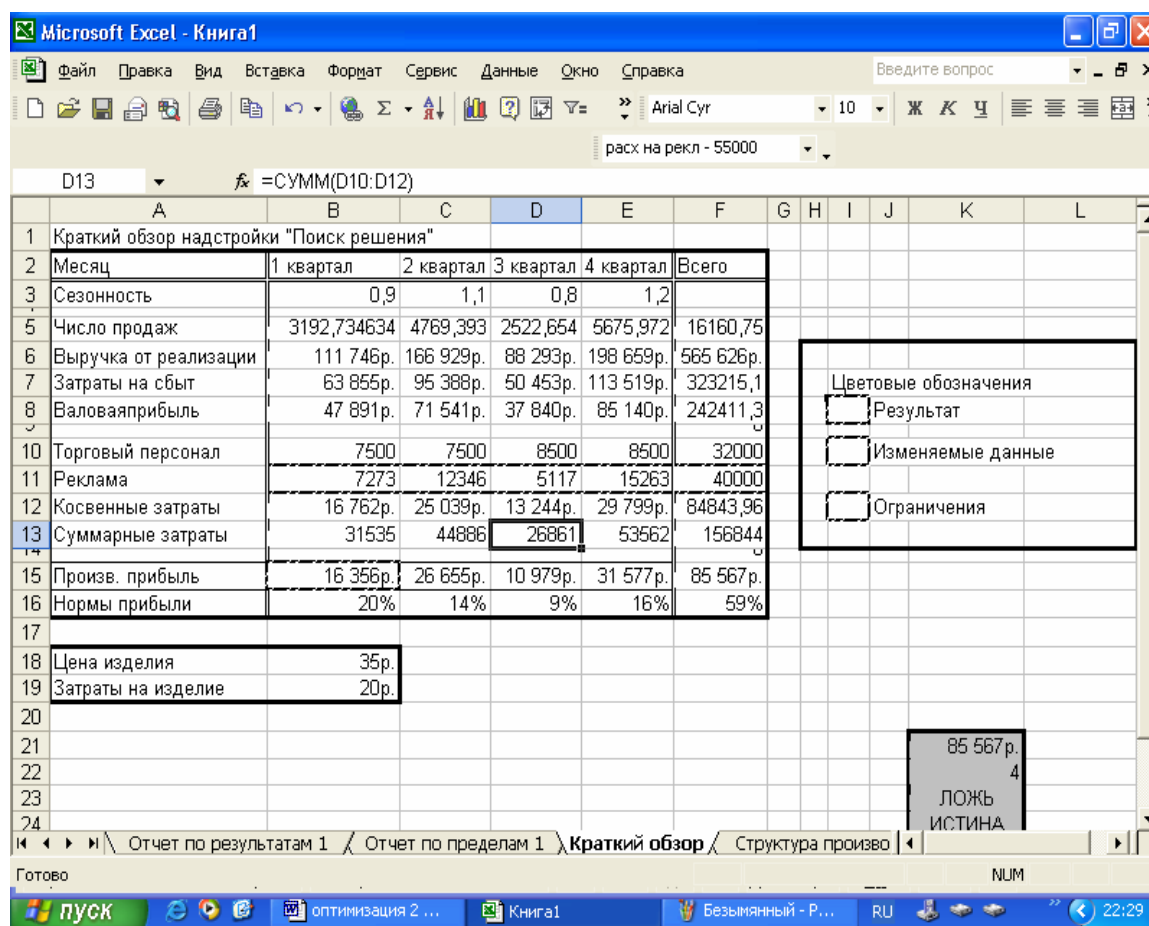 Microsoft Excel - Книга1
Файл Правка Вид Вставка Формат Сервис Данные Окно Справка Введите вопрос
Arial Cyr 10 Ж К Ч
расх на рекл - 55000
D13 fx =СУММ(D10:D12)
A B C D E F G H I J K L
1 Краткий обзор надстройки "Поиск решения"
2 Месяц 1 квартал 2 квартал 3 квартал 4 квартал Всего
3 Сезонность 0,9 1,1 0,8 1,2
5 Число продаж 3192,734634 4769,393 2522,654 5675,972 16160,75
6 Выручка от реализации 111 746р. 166 929р. 88 293р. 198 659р. 565 626р.
7 Затраты на сбыт 63 855р. 95 388р. 50 453р. 113 519р. 323215,1 Цветовые обозначения
8 Валоваяприбыль 47 891р. 71 541р. 37 840р. 85 140р. 242411,3 Результат
10 Торговый персонал 7500 7500 8500 8500 32000 Изменяемые данные
11 Реклама 7273 12346 5117 15263 40000
12 Косвенные затраты 16 762р. 25 039р. 13 244р. 29 799р. 84843,96 Ограничения
13 Суммарные затраты 31535 44886 26861 53562 156844
15 Произв. прибыль 16 356р. 26 655р. 10 979р. 31 577р. 85 567р.
16 Нормы прибыли 20% 14% 9% 16% 59%
17
18 Цена изделия 35р.
19 Затраты на изделие 20р.
20
21 85 567р.
22 4
23 ЛОЖЬ
24 ИСТИНА
Отчет по результатам 1 Отчет по пределам 1 Краткий обзор Структура произво
Готово NUM
пуск оптимизация 2 ... Книга1 Безымянный - P... RU 22:29